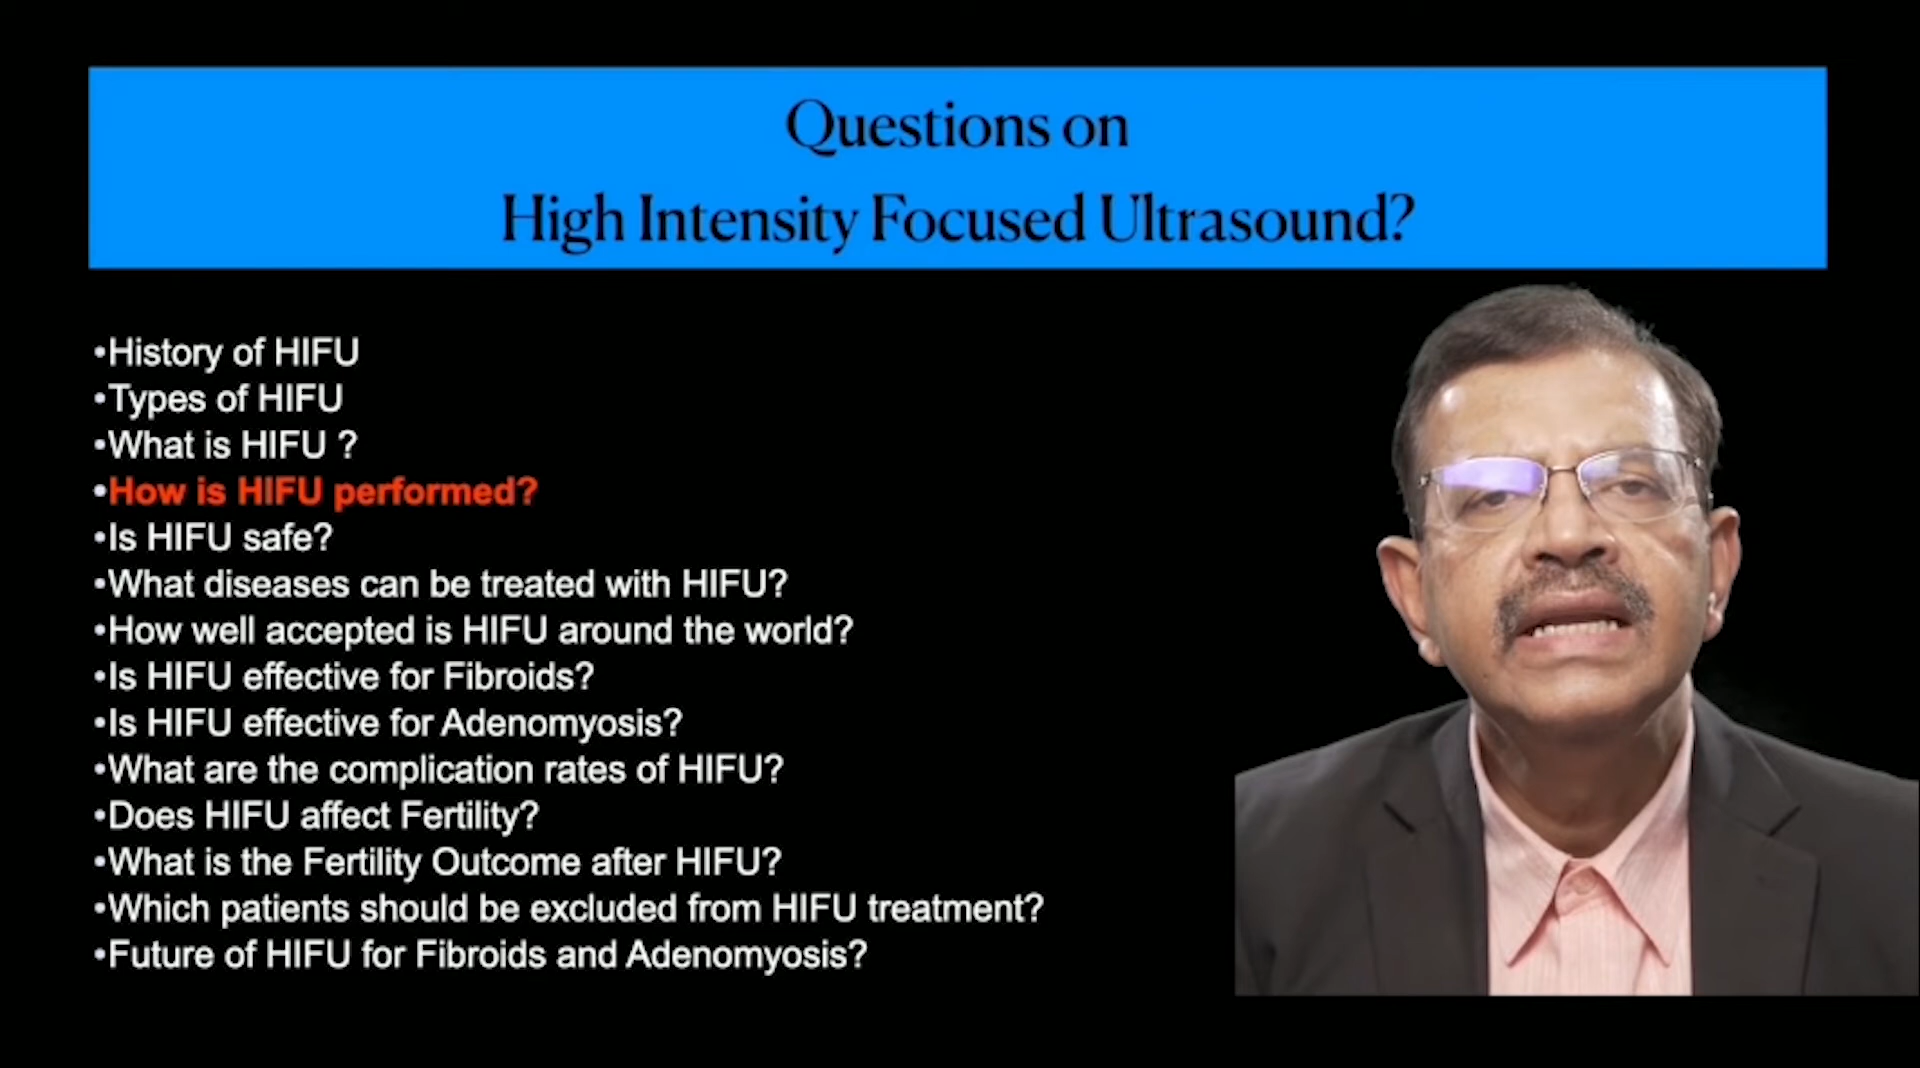 Questions on
High Intensity Focused Ultrasound?
•History of HIFU
•Types of HIFU
•What is HIFU ?
•How is HIFU performed?
•Is HIFU safe?
•What diseases can be treated with HIFU?
•How well accepted is HIFU around the world?
•Is HIFU effective for Fibroids?
•Is HIFU effective for Adenomyosis?
•What are the complication rates of HIFU?
•Does HIFU affect Fertility?
•What is the Fertility Outcome after HIFU?
•Which patients should be excluded from HIFU treatment?
•Future of HIFU for Fibroids and Adenomyosis?